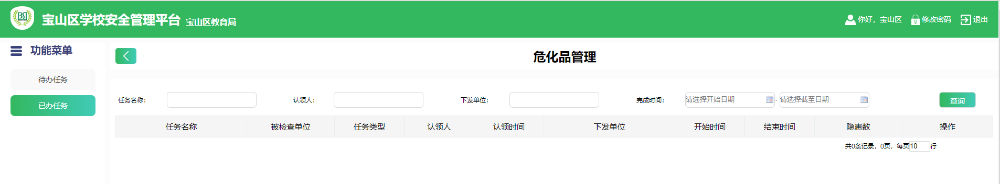 宝山区学校安全管理平台 宝山区教育局 你好，宝山区 修改密码 退出
功能菜单
待办任务
已办任务
危化品管理
任务名称： 认领人： 下发单位： 完成时间： 请选择开始日期 - 请选择截至日期 查询
任务名称 被检查单位 任务类型 认领人 认领时间 下发单位 开始时间 结束时间 隐患数 操作
共0条记录，0页，每页10行